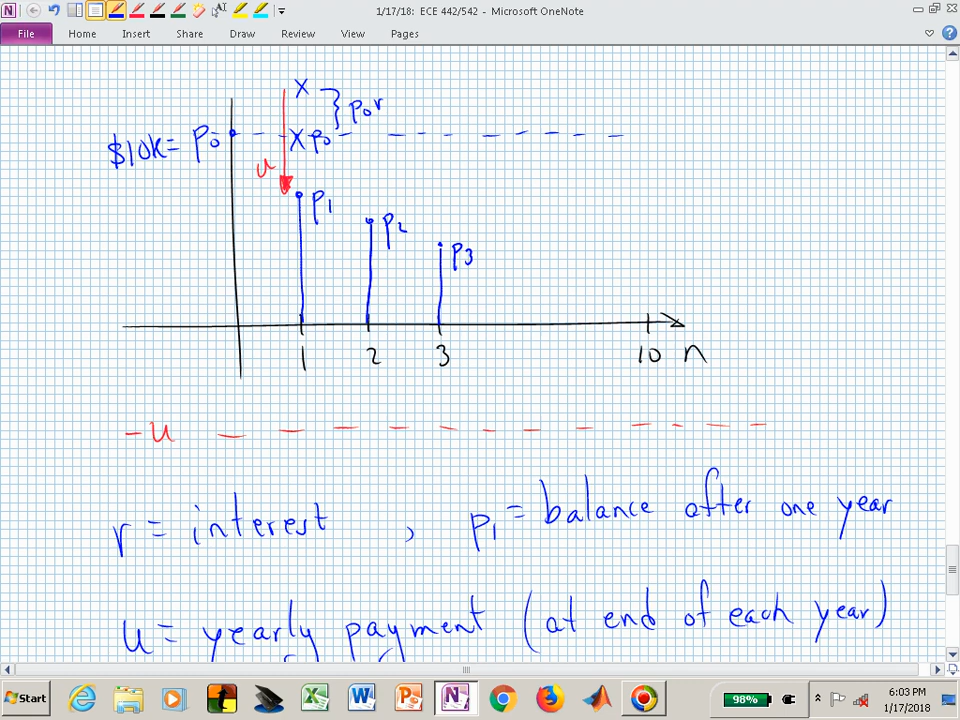 1/17/18: ECE 442/542 - Microsoft OneNote
File Home Insert Share Draw Review View Pages
x
} p₀r
$10K = p₀ x p₀
u
p₁
p₂
p₃
1 2 3 10 n
-u
r = interest , p₁ = balance after one year
u = yearly payment (at end of each year)
Start
98%
6:03 PM
1/17/2018